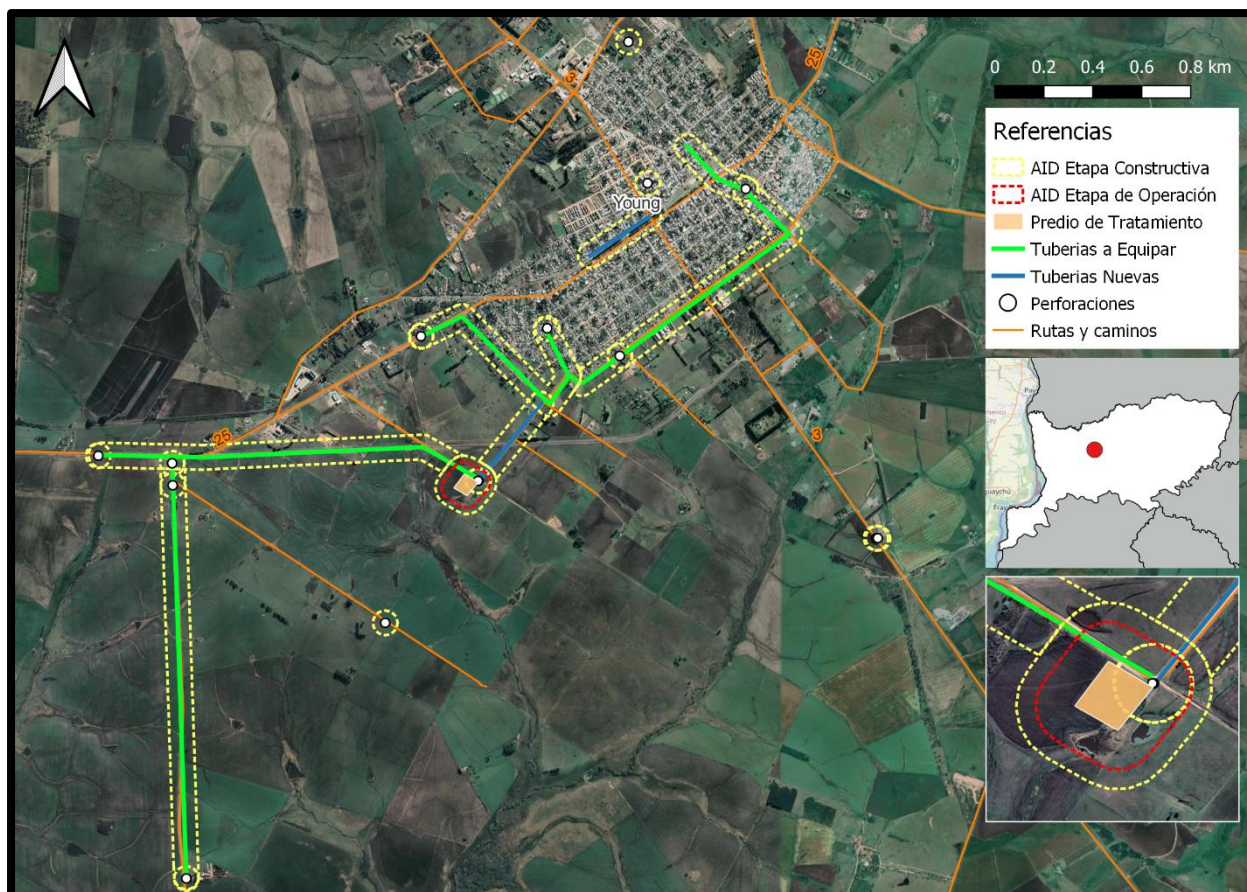 3
25
0 0.2 0.4 0.6 0.8 km
Referencias
AID Etapa Constructiva
AID Etapa de Operación
Predio de Tratamiento
Tuberias a Equipar
Tuberias Nuevas
Perforaciones
Rutas y caminos
Young
25
3